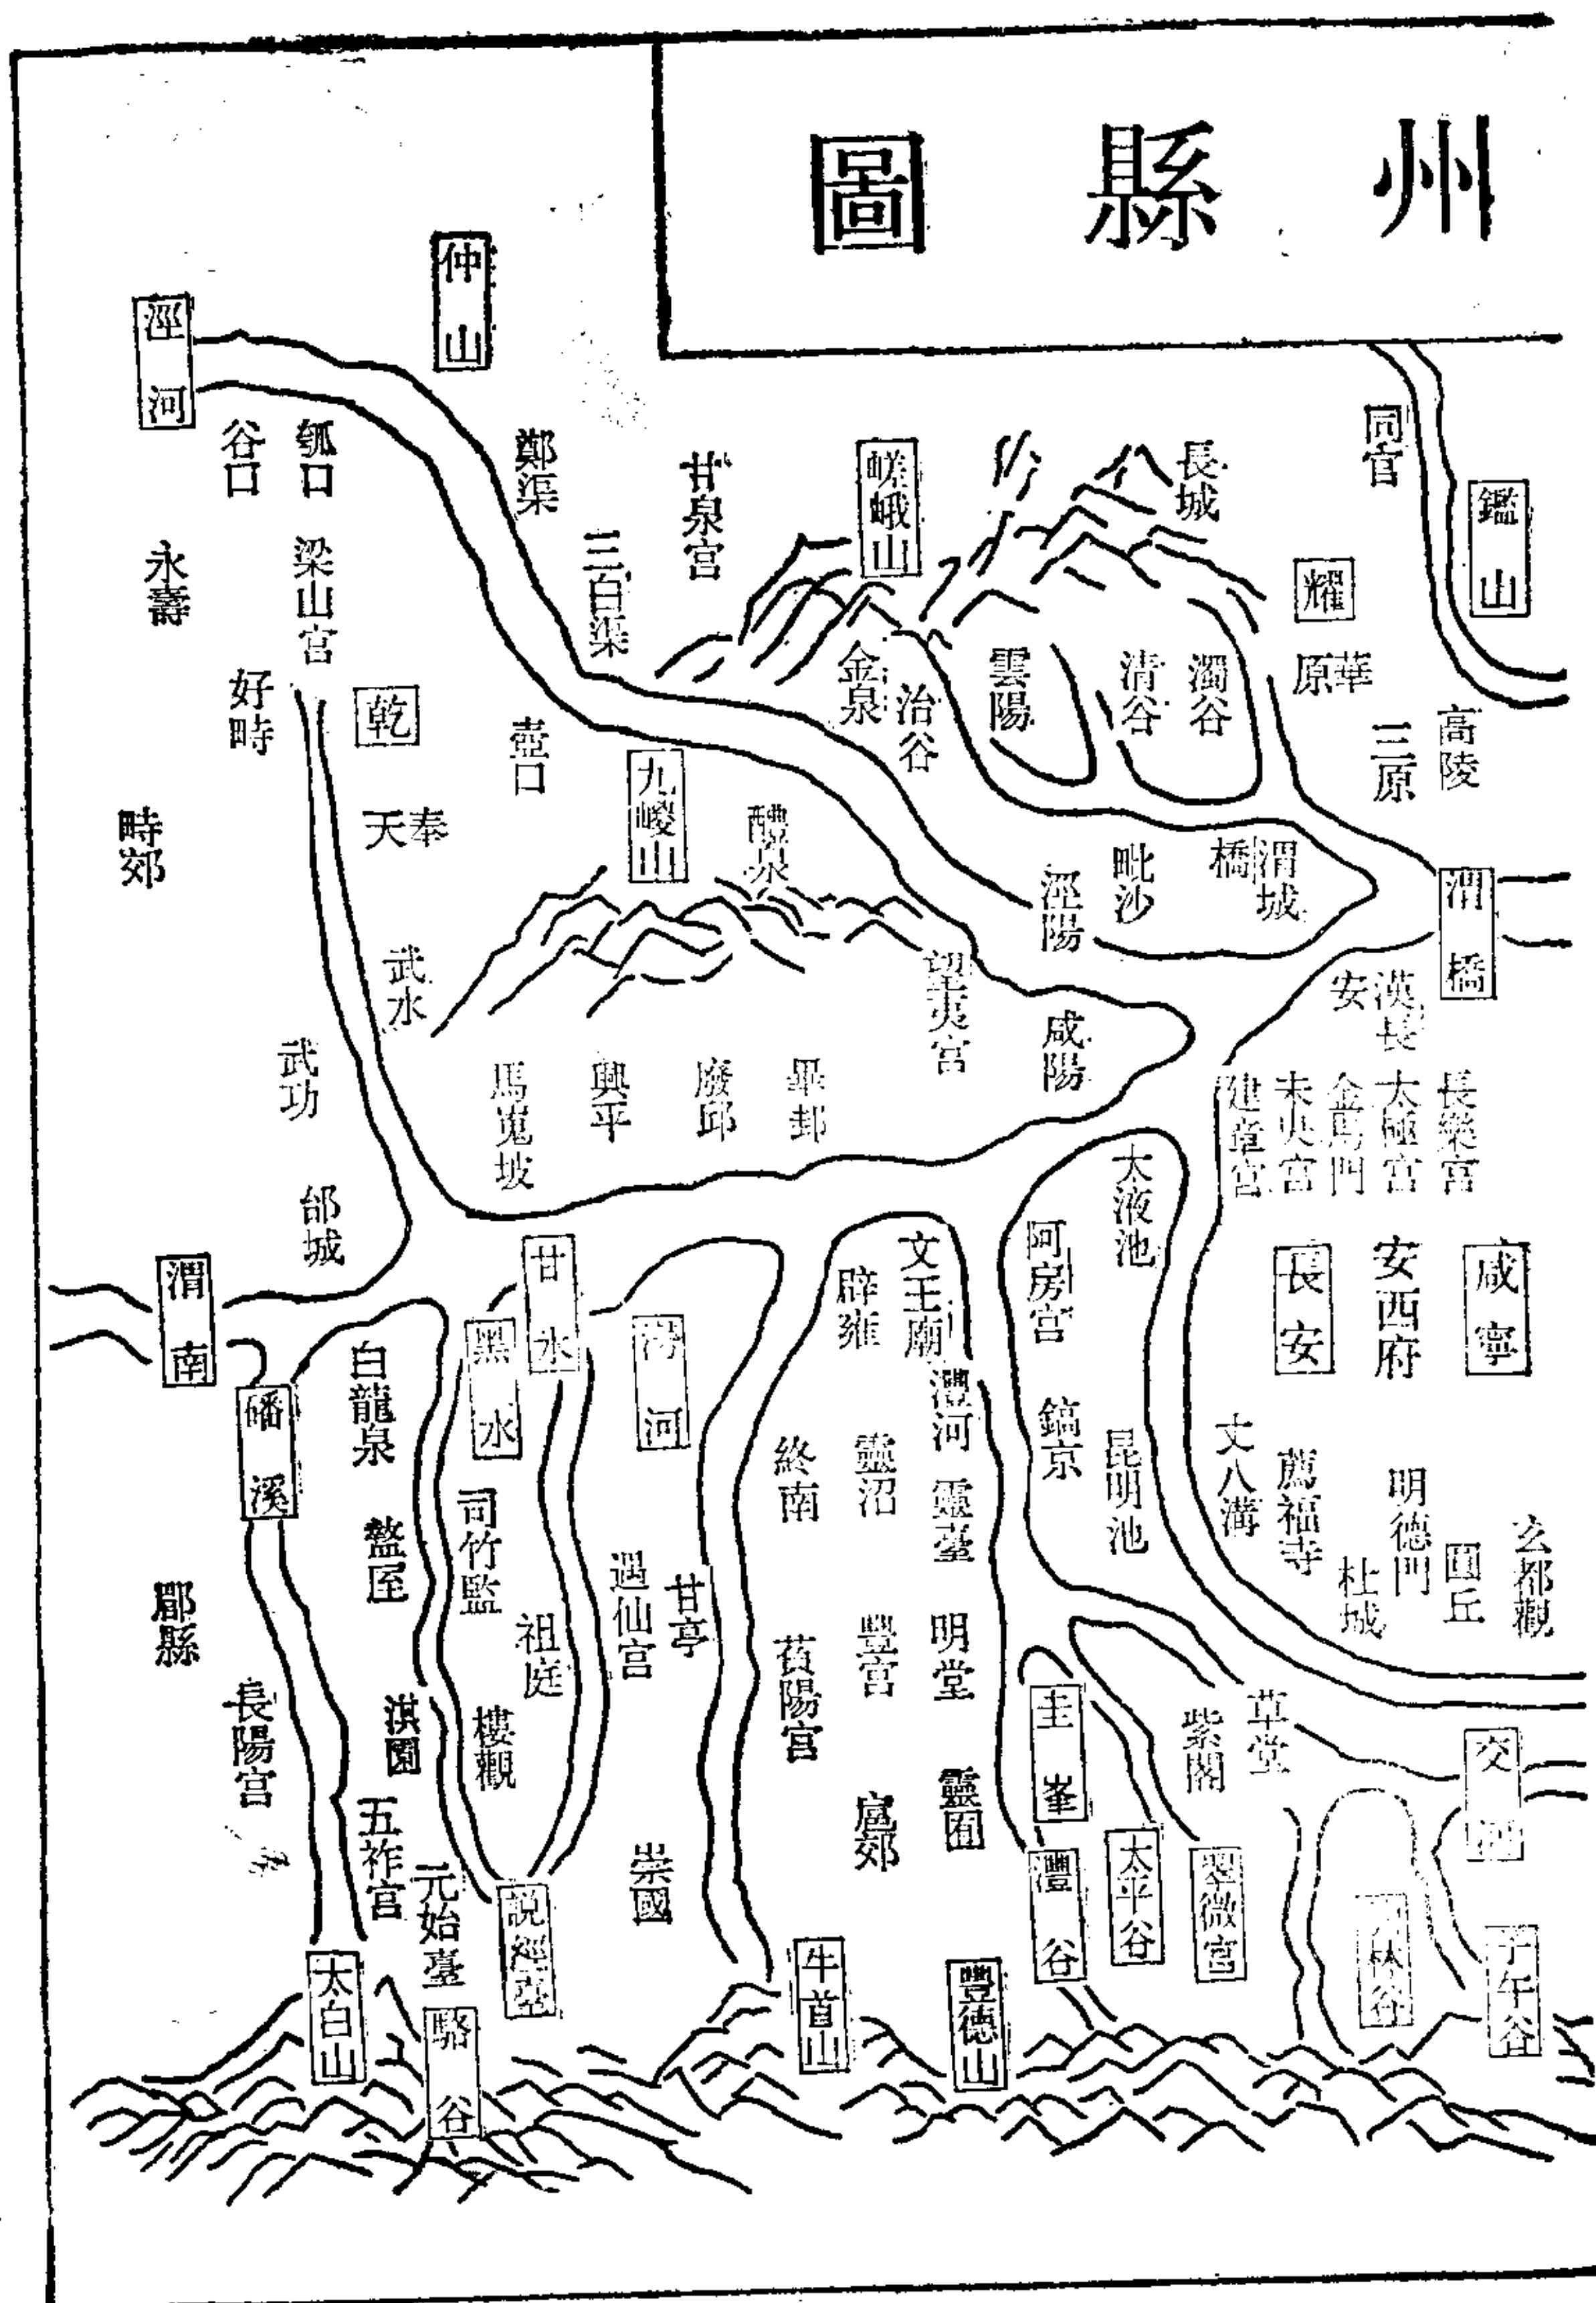 州縣圖
鑑山
同官
長城
耀
華原
高陵
三原
嵯峨山
甘泉宮
金泉
冶谷
雲陽
清谷
濁谷
仲山
鄭渠
三白渠
涇河
谷口
瓠口
梁山宮
永壽
好畤
乾
奉天
畤郊
壺口
九嵕山
醴泉
涇陽
毗沙
渭城
橋
渭橋
漢長安
望夷宮
咸陽
武水
武功
邰城
馬嵬坡
興平
廢邱
畢郢
長樂宮
太極宮
金馬門
未央宮
建章宮
太液池
阿房宮
咸寧
安西府
長安
文王廟
辟雍
灃河
鎬京
昆明池
丈八溝
薦福寺
明德門
杜城
圓丘
玄都觀
渭南
磻溪
白龍泉
盩厔
甘水
黑水
澇河
司竹監
祖庭
遇仙宮
甘亭
終南
靈沼
靈臺
豐宮
明堂
萯陽宮
扈郊
靈囿
圭峯
紫閣
草堂
交河
郿縣
長陽宮
淇園
樓觀
五祚宮
元始臺
說經臺
崇國
太白山
駱谷
牛首山
豐德山
灃谷
太平谷
翠微宮
子午谷